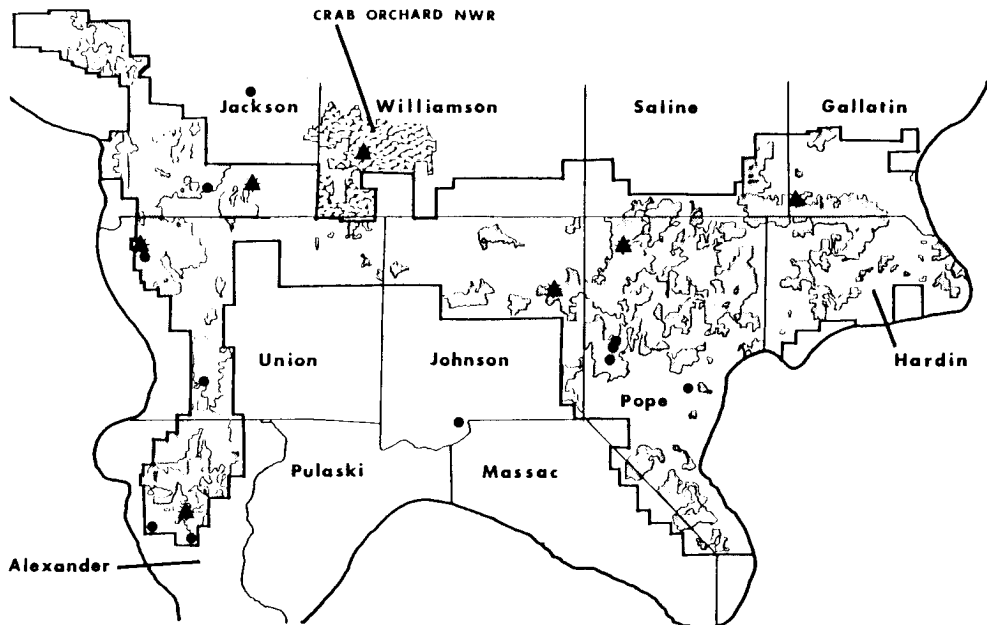 CRAB ORCHARD NWR
Jackson
Williamson
Saline
Gallatin
Union
Johnson
Pope
Hardin
Pulaski
Massac
Alexander